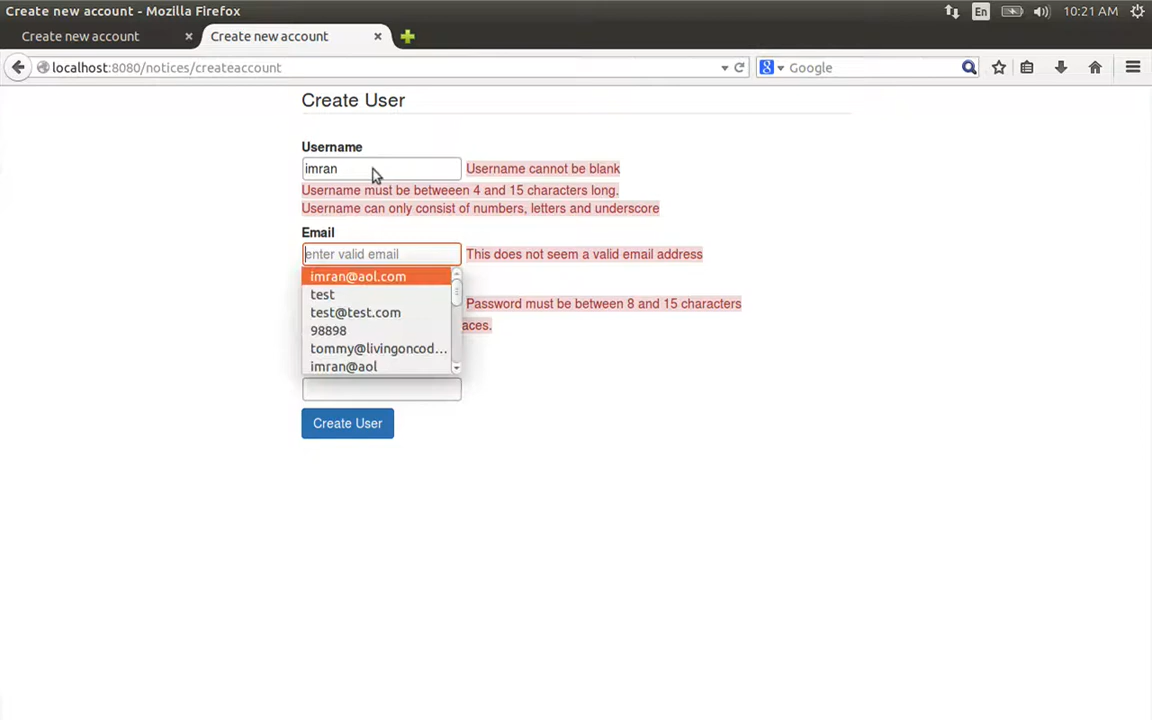 Create new account - Mozilla Firefox
En
10:21 AM
Create new account × Create new account ×
localhost:8080/notices/createaccount
8 Google
Create User
Username
imran Username cannot be blank
Username must be betweeen 4 and 15 characters long.
Username can only consist of numbers, letters and underscore
Email
enter valid email This does not seem a valid email address
imran@aol.com
test
test@test.com
98898
tommy@livingoncod...
imran@aol
Password must be between 8 and 15 characters
aces.
Create User